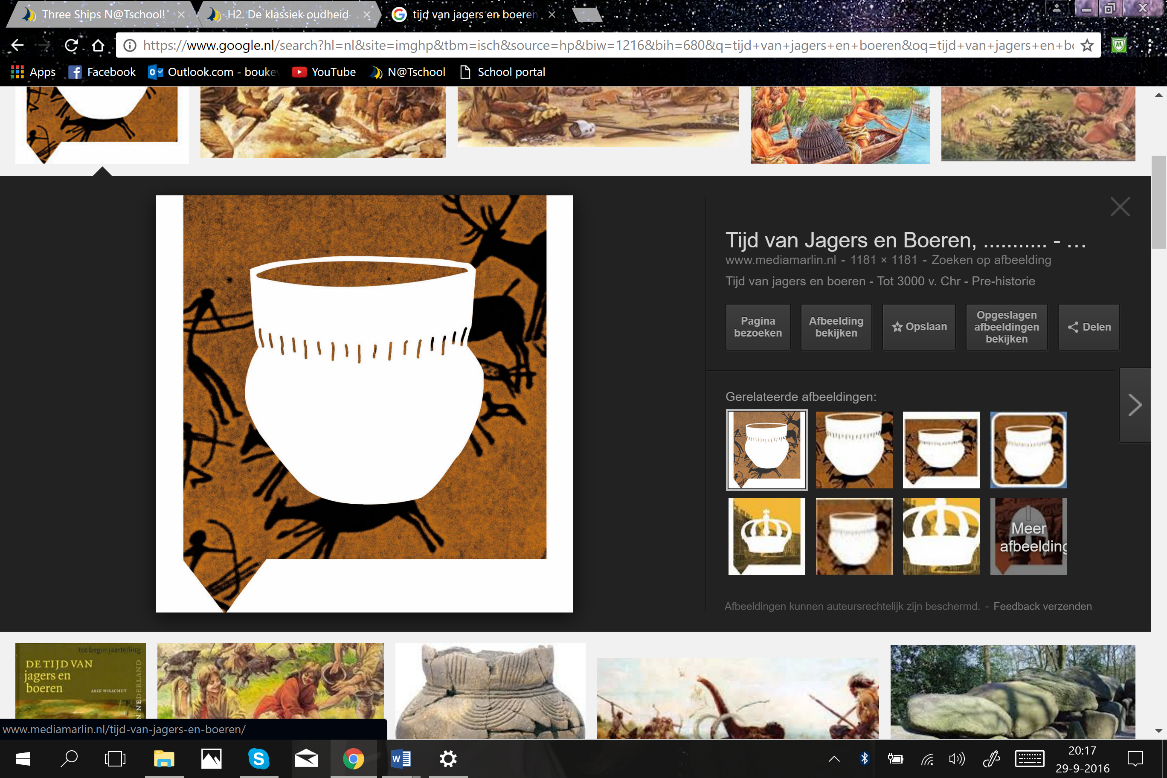 Three Ships N@Tschool!
H2. De klassiek oudheid
tijd van jagers en boeren
https://www.google.nl/search?hl=nl&site=imghp&tbm=isch&source=hp&biw=1216&bih=680&q=tijd+van+jagers+en+boeren&oq=tijd+van+jagers+en+bo
Apps
Facebook
Outlook.com - bouke
YouTube
N@Tschool
School portal
Tijd van Jagers en Boeren, ........... - ...
www.mediamarlin.nl - 1181 × 1181 - Zoeken op afbeelding
Tijd van jagers en boeren - Tot 3000 v. Chr - Pre-historie
Pagina
bezoeken
Afbeelding
bekijken
Opslaan
Opgeslagen
afbeeldingen
bekijken
Delen
Gerelateerde afbeeldingen:
Meer
afbeelding
Afbeeldingen kunnen auteursrechtelijk zijn beschermd. - Feedback verzenden
tot begin jaartelling
DE TIJD VAN
jagers en
boeren
N NEDERLAND
www.mediamarlin.nl/tijd-van-jagers-en-boeren/
20:17
29-9-2016